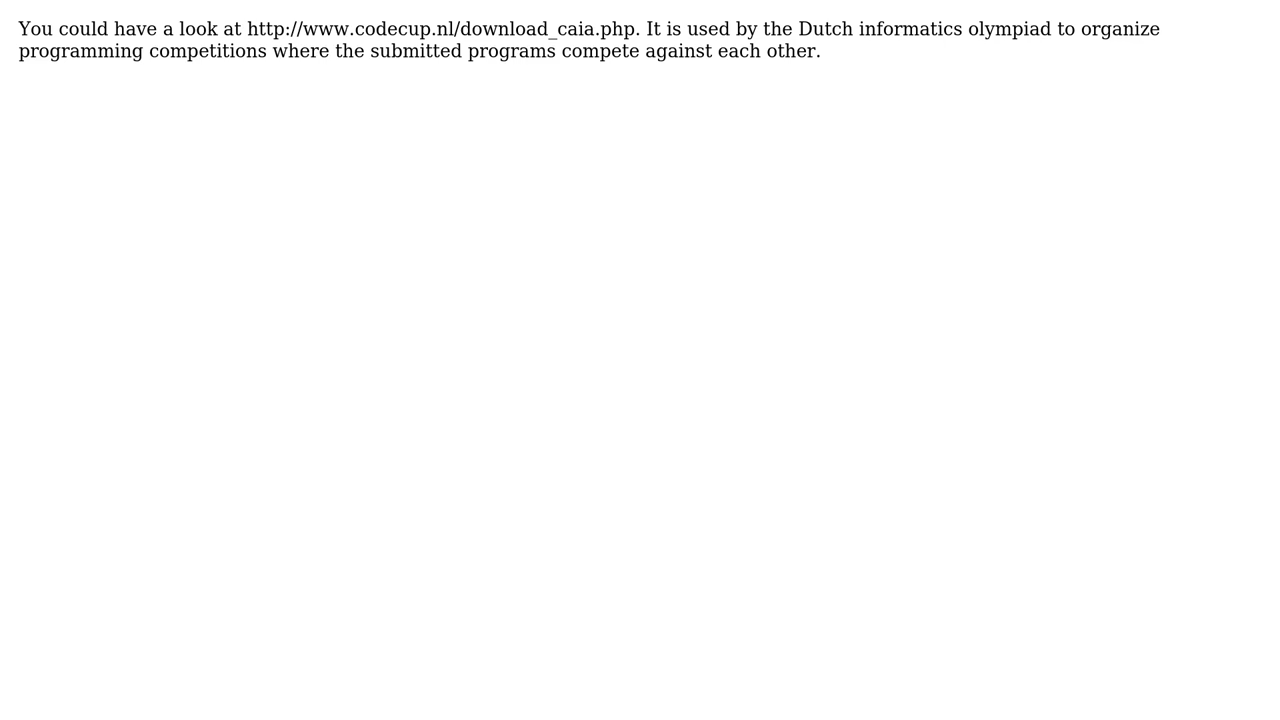 You could have a look at http://www.codecup.nl/download_caia.php. It is used by the Dutch informatics olympiad to organize
programming competitions where the submitted programs compete against each other.